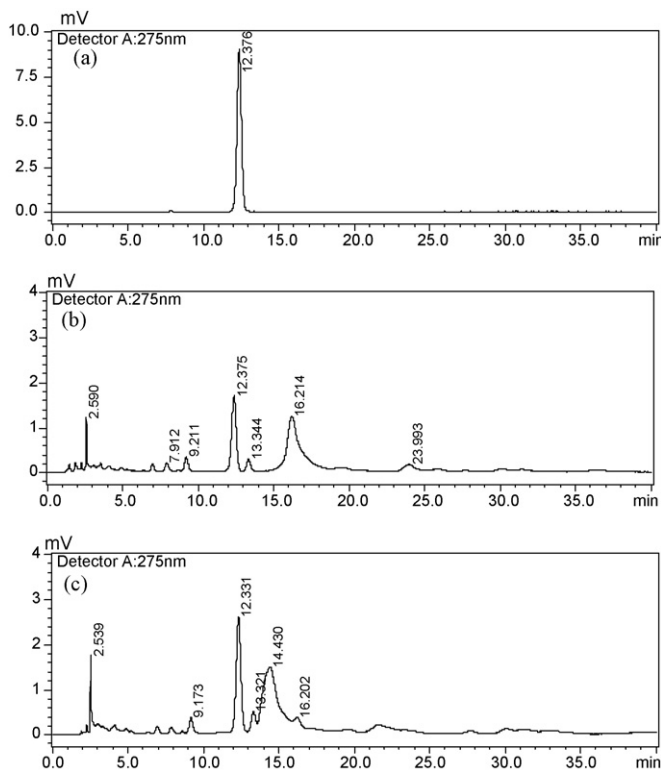 mV
10.0
Detector A:275nm
(a)
12.376
7.5
5.0
2.5
0.0
0.0 5.0 10.0 15.0 20.0 25.0 30.0 35.0 min
mV
4
Detector A:275nm
(b)
3
2
1
0
2.590
7.912
9.211
12.375
13.344
16.214
23.993
0.0 5.0 10.0 15.0 20.0 25.0 30.0 35.0 min
mV
4
Detector A:275nm
(c)
3
2
1
0
2.539
9.173
12.331
13.321
14.430
16.202
0.0 5.0 10.0 15.0 20.0 25.0 30.0 35.0 min